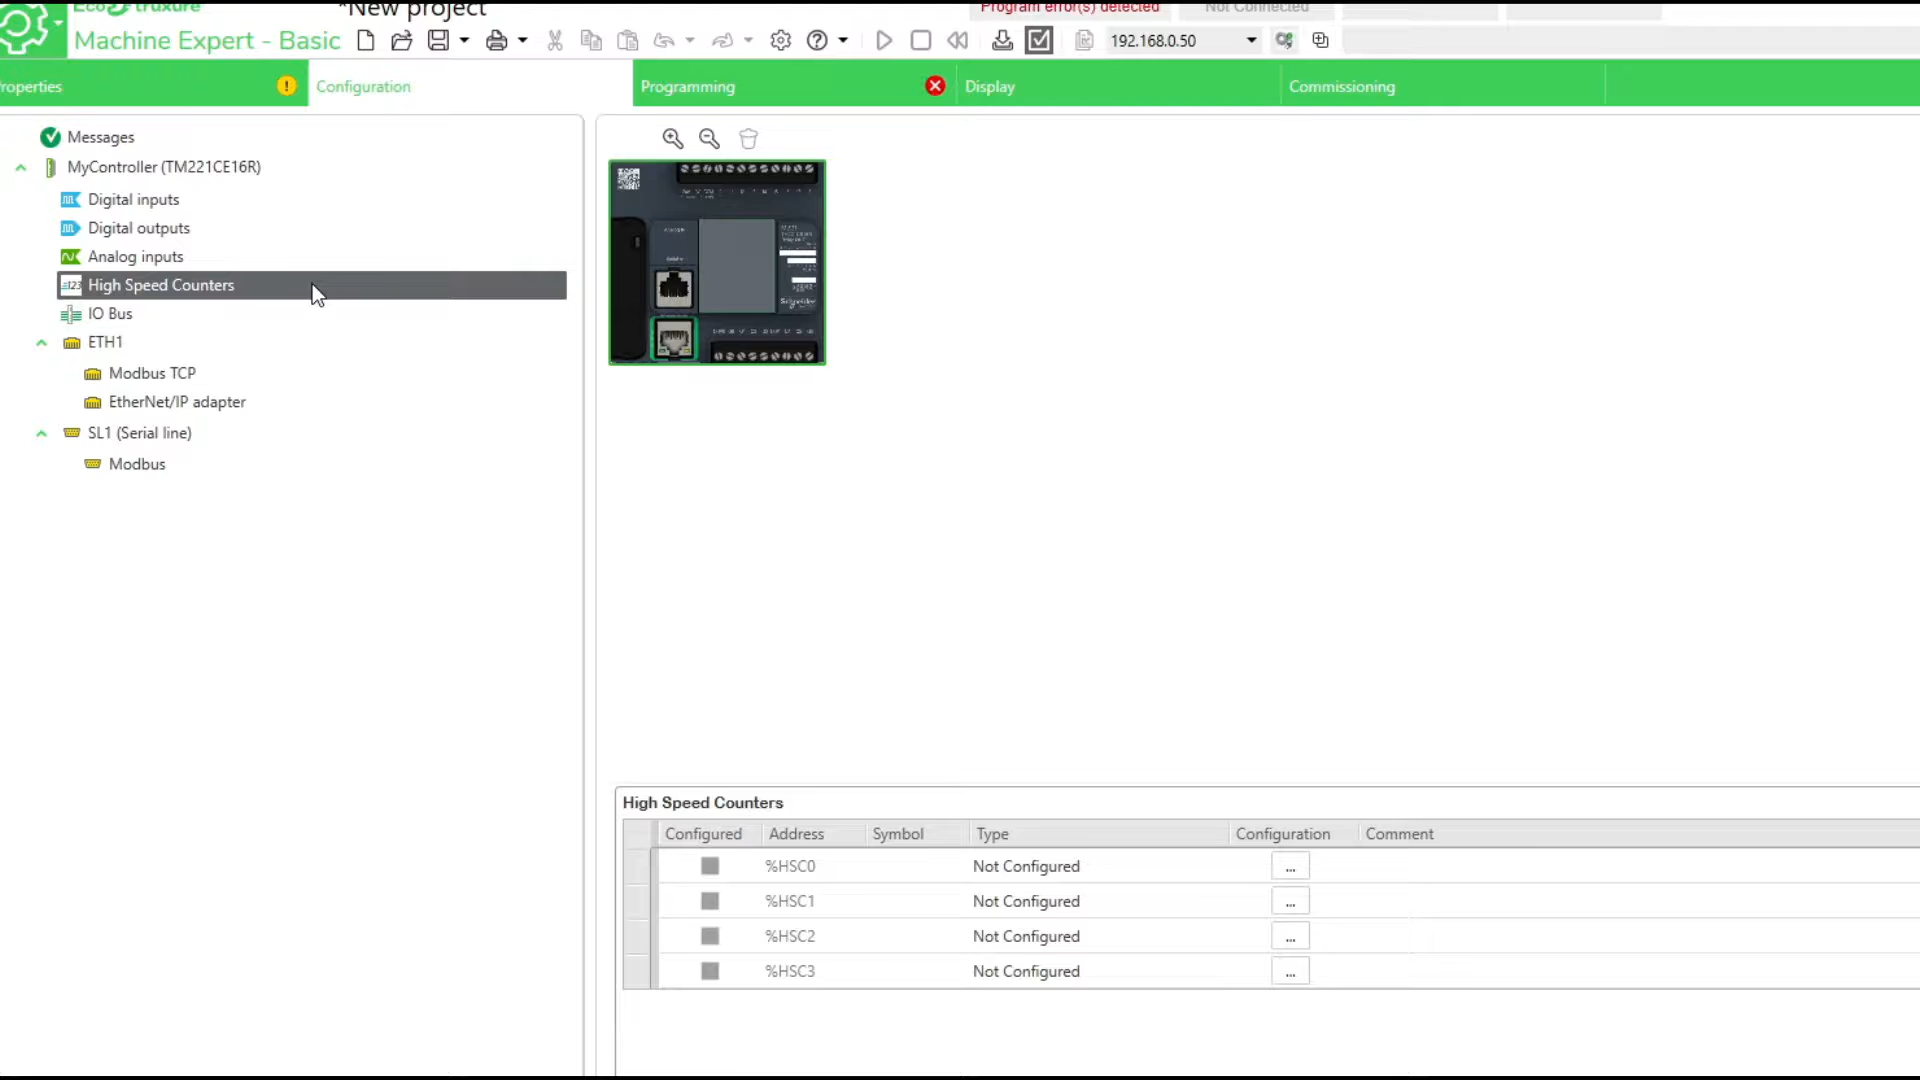 *New project
Program error(s) detected
Not Connected
EcoStruxure
Machine Expert - Basic
192.168.0.50
roperties
Configuration
Programming
Display
Commissioning
Messages
MyController (TM221CE16R)
Digital inputs
Digital outputs
Analog inputs
High Speed Counters
IO Bus
ETH1
Modbus TCP
EtherNet/IP adapter
SL1 (Serial line)
Modbus
Schneider
High Speed Counters
Configured Address Symbol Type Configuration Comment
%HSC0 Not Configured ...
%HSC1 Not Configured ...
%HSC2 Not Configured ...
%HSC3 Not Configured ...